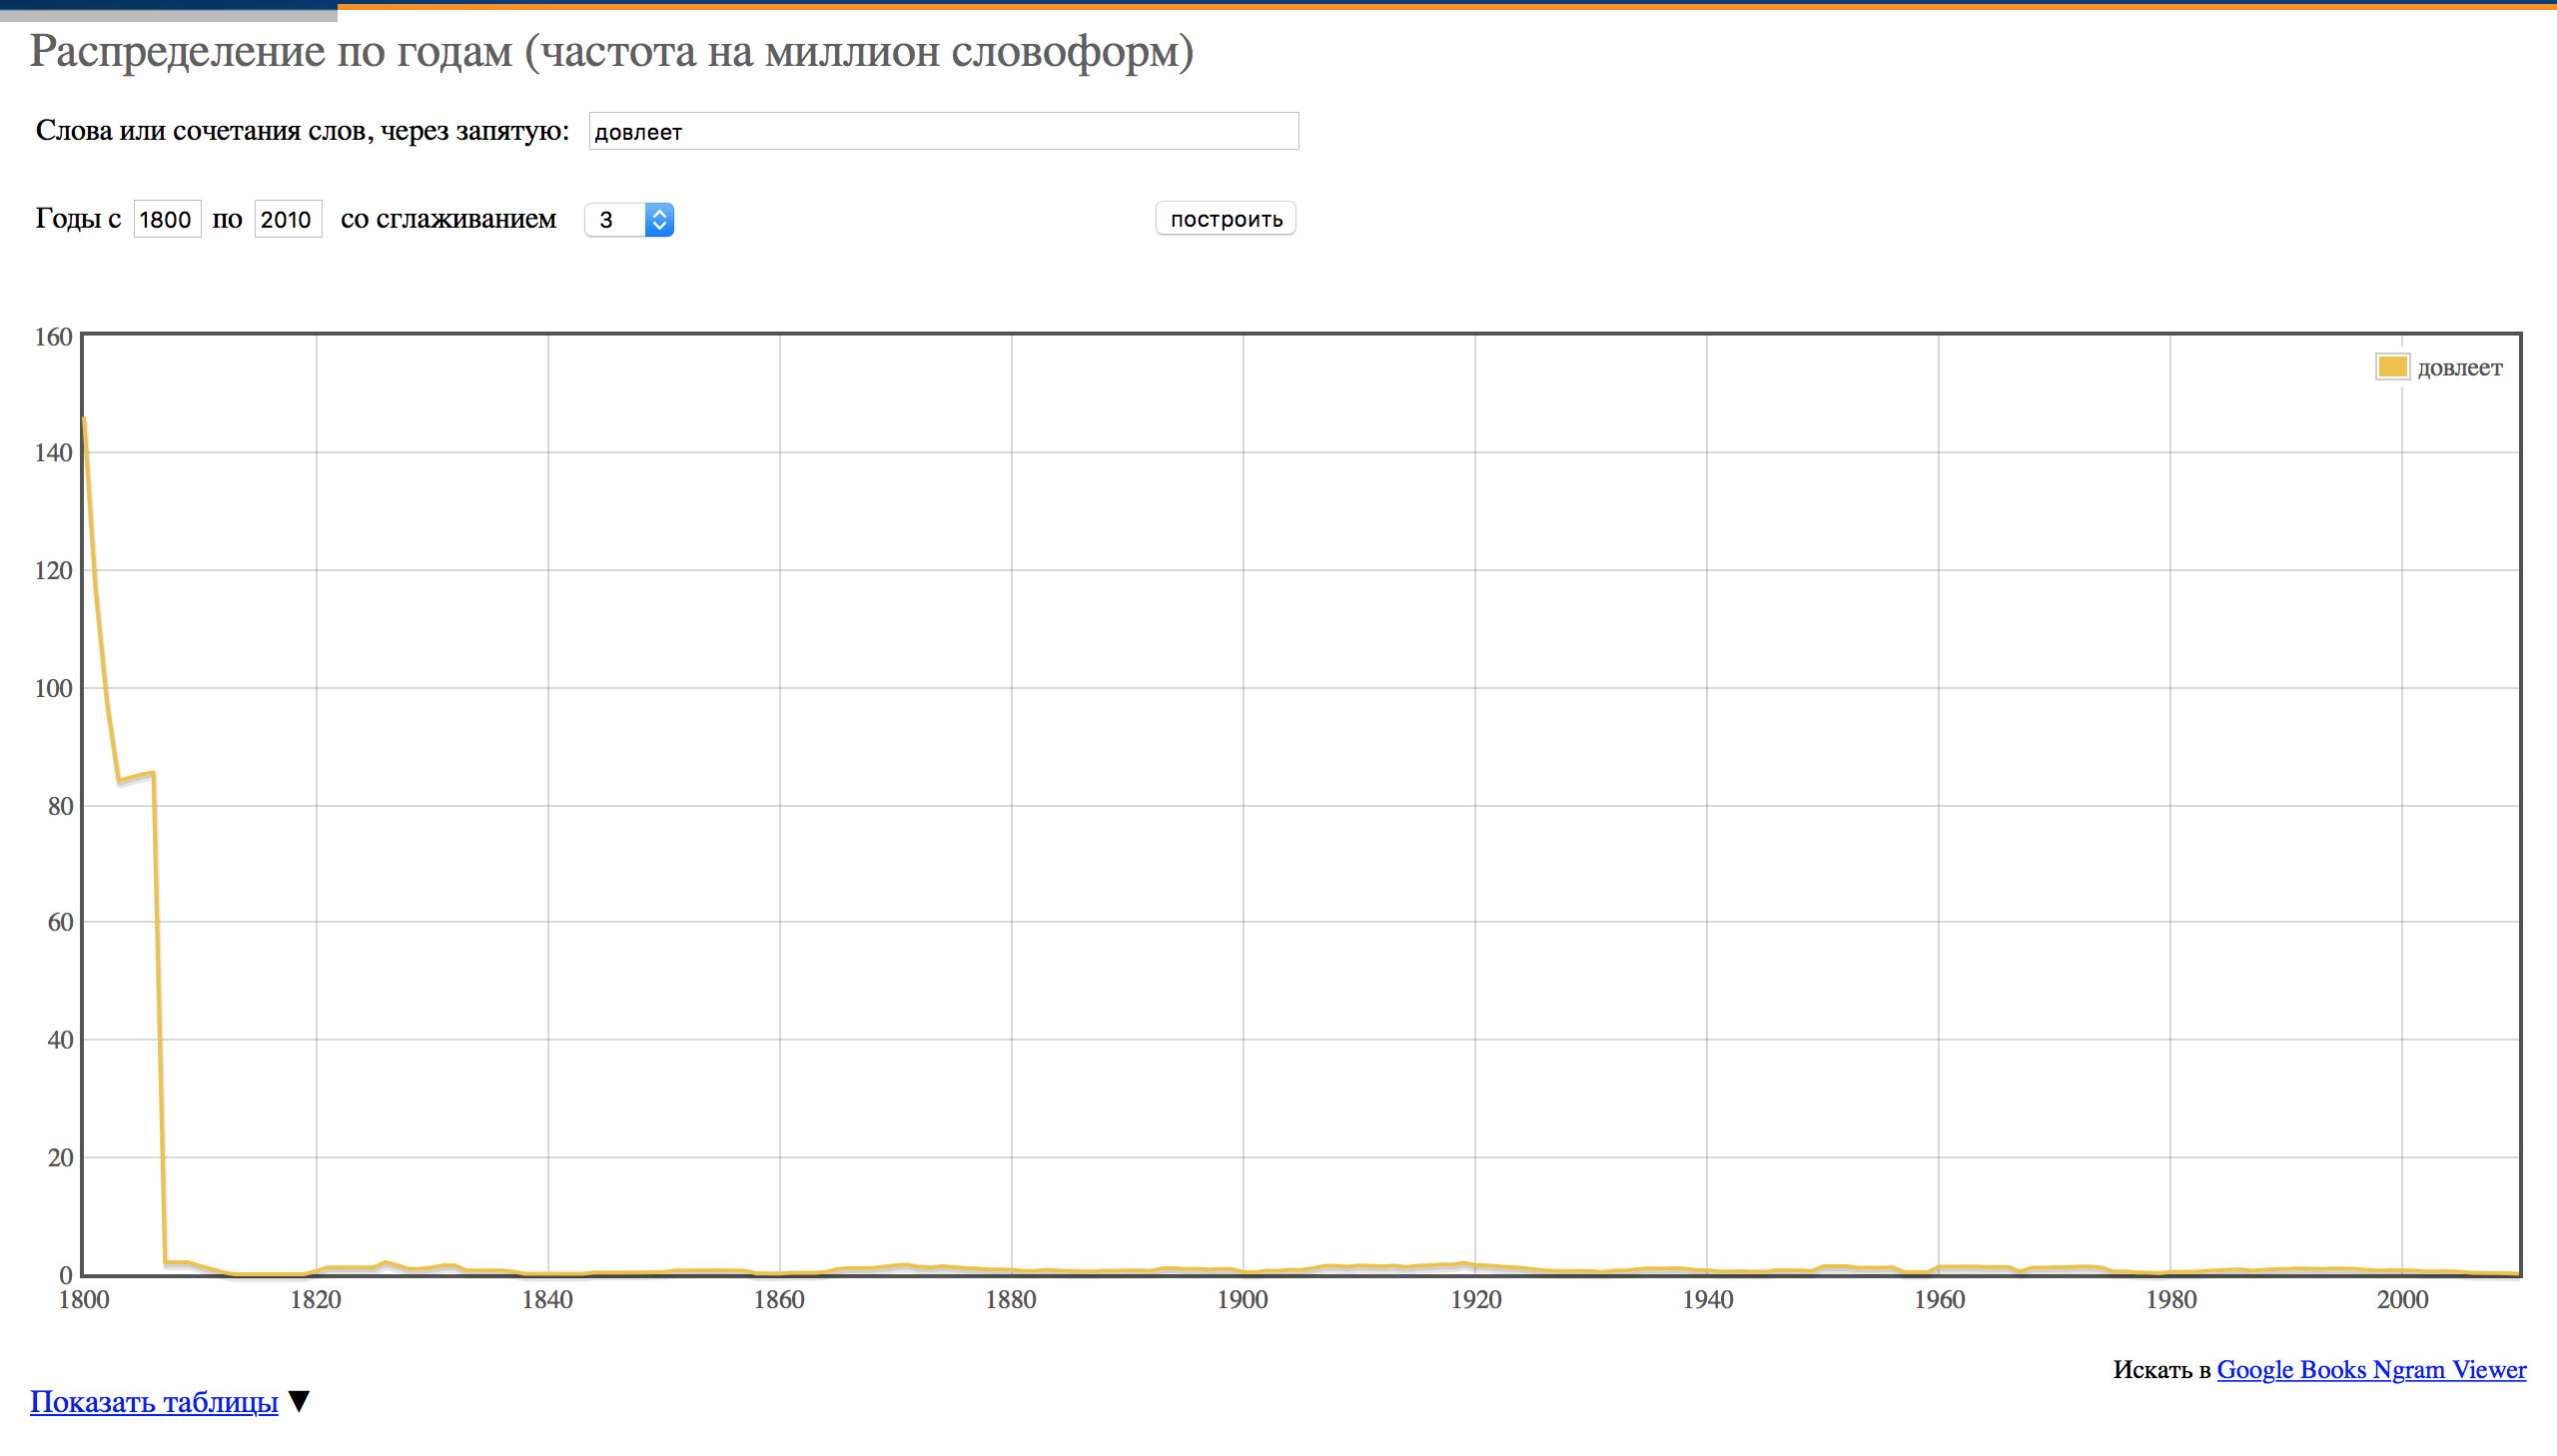 Распределение по годам (частота на миллион словоформ)
Слова или сочетания слов, через запятую: довлеет
Годы с 1800 по 2010 со сглаживанием 3 построить
160
довлеет
140
120
100
80
60
40
20
0
1800 1820 1840 1860 1880 1900 1920 1940 1960 1980 2000
Искать в Google Books Ngram Viewer
Показать таблицы ▼